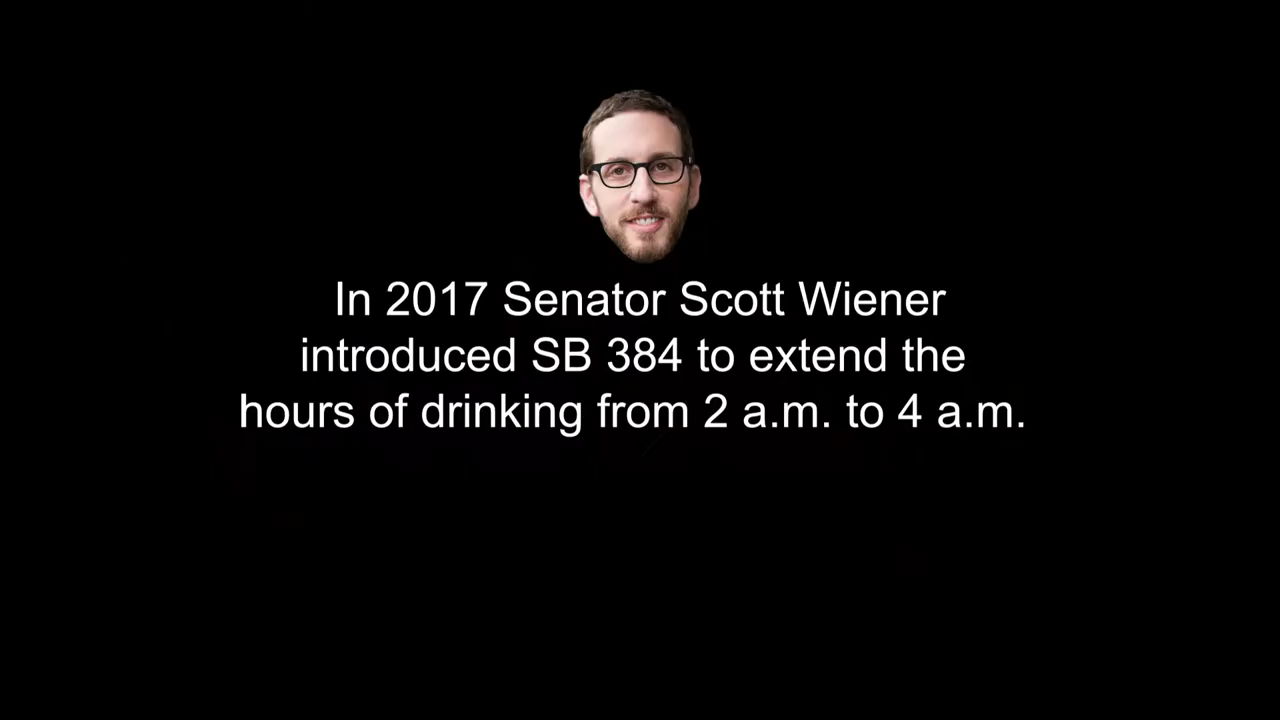 In 2017 Senator Scott Wiener
introduced SB 384 to extend the
hours of drinking from 2 a.m. to 4 a.m.